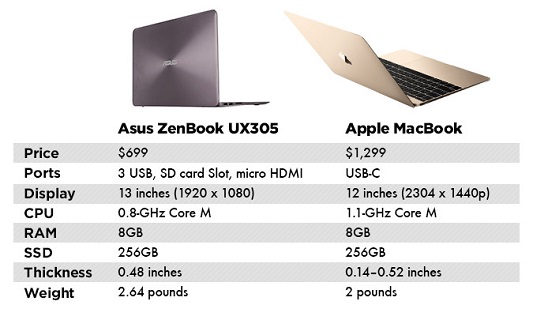 ASUS
Asus ZenBook UX305 Apple MacBook
Price $699 $1,299
Ports 3 USB, SD card Slot, micro HDMI USB-C
Display 13 inches (1920 x 1080) 12 inches (2304 x 1440p)
CPU 0.8-GHz Core M 1.1-GHz Core M
RAM 8GB 8GB
SSD 256GB 256GB
Thickness 0.48 inches 0.14–0.52 inches
Weight 2.64 pounds 2 pounds